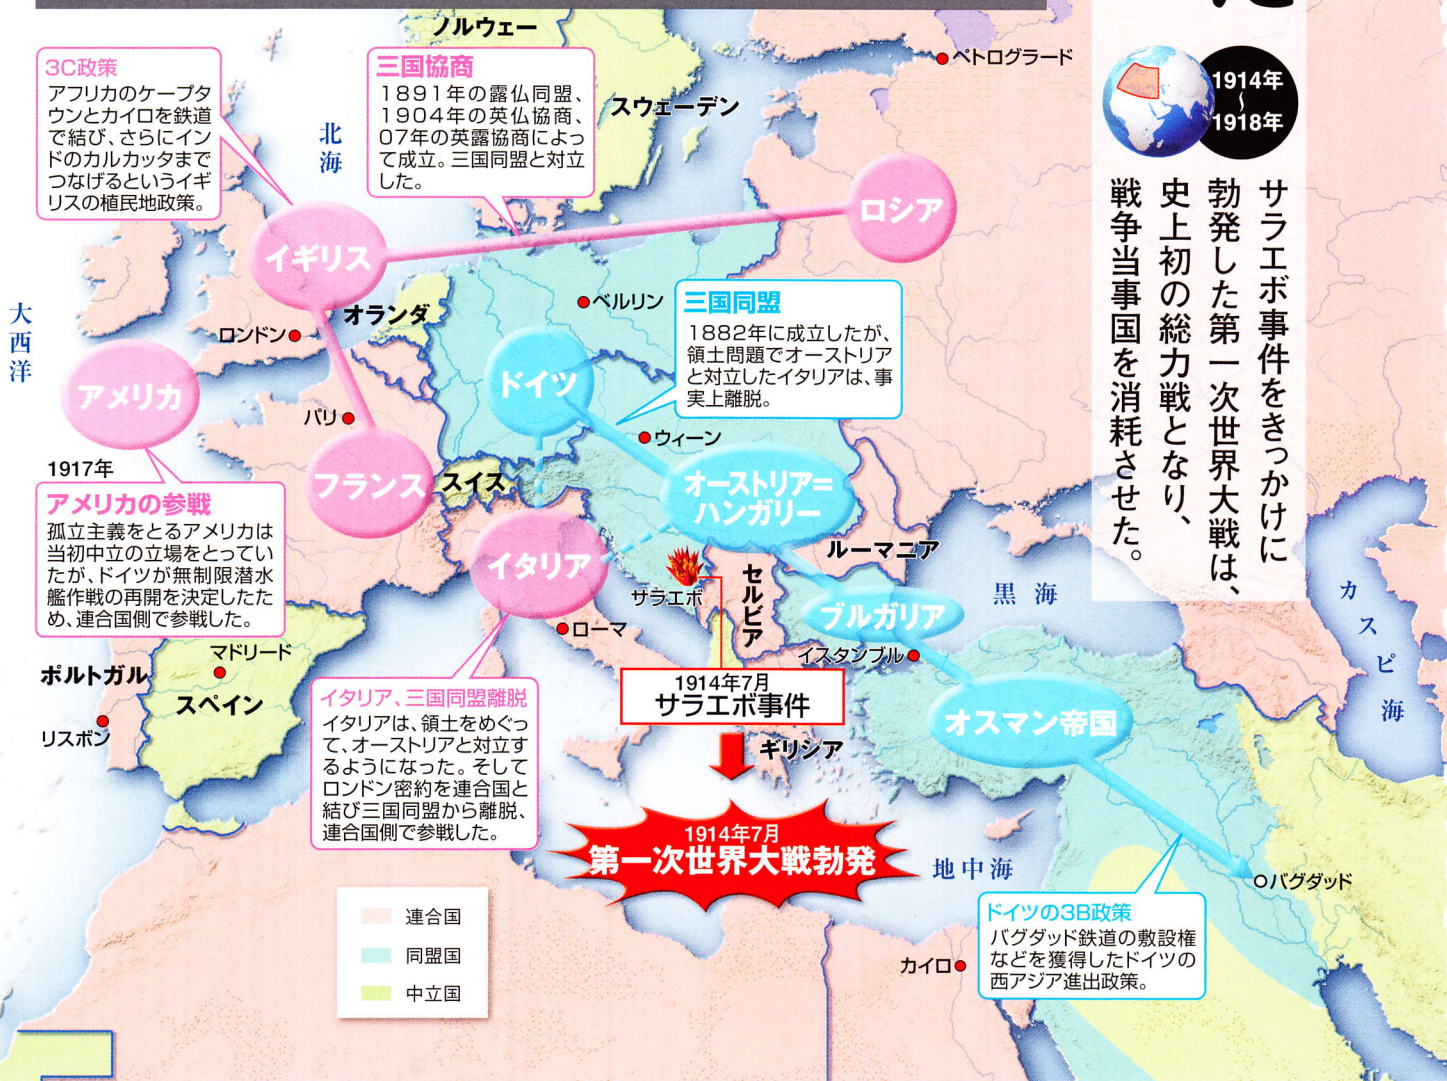 1914年
〜
1918年
サラエボ事件をきっかけに
勃発した第一次世界大戦は、
史上初の総力戦となり、
戦争当事国を消耗させた。
3C政策
アフリカのケープタ
ウンとカイロを鉄道
で結び、さらにイン
ドのカルカッタまで
つなげるというイギ
リスの植民地政策。
三国協商
1891年の露仏同盟、
1904年の英仏協商、
07年の英露協商によっ
て成立。三国同盟と対立
した。
ノルウェー
スウェーデン
ペトログラード
北海
ロシア
イギリス
オランダ
ベルリン
三国同盟
1882年に成立したが、
領土問題でオーストリア
と対立したイタリアは、事
実上離脱。
大西洋
ロンドン
アメリカ
ドイツ
パリ
ウィーン
フランス
スイス
オーストリア=
ハンガリー
1917年
アメリカの参戦
孤立主義をとるアメリカは
当初中立の立場をとってい
たが、ドイツが無制限潜水
艦作戦の再開を決定したた
め、連合国側で参戦した。
イタリア
サラエボ
セルビア
ルーマニア
ブルガリア
黒海
カスピ海
ローマ
イスタンブル
ポルトガル
マドリード
スペイン
リスボン
イタリア、三国同盟離脱
イタリアは、領土をめぐっ
て、オーストリアと対立す
るようになった。そして
ロンドン密約を連合国と
結び三国同盟から離脱、
連合国側で参戦した。
1914年7月
サラエボ事件
ギリシア
オスマン帝国
1914年7月
第一次世界大戦勃発
地中海
バグダッド
ドイツの3B政策
バグダッド鉄道の敷設権
などを獲得したドイツの
西アジア進出政策。
カイロ
連合国
同盟国
中立国